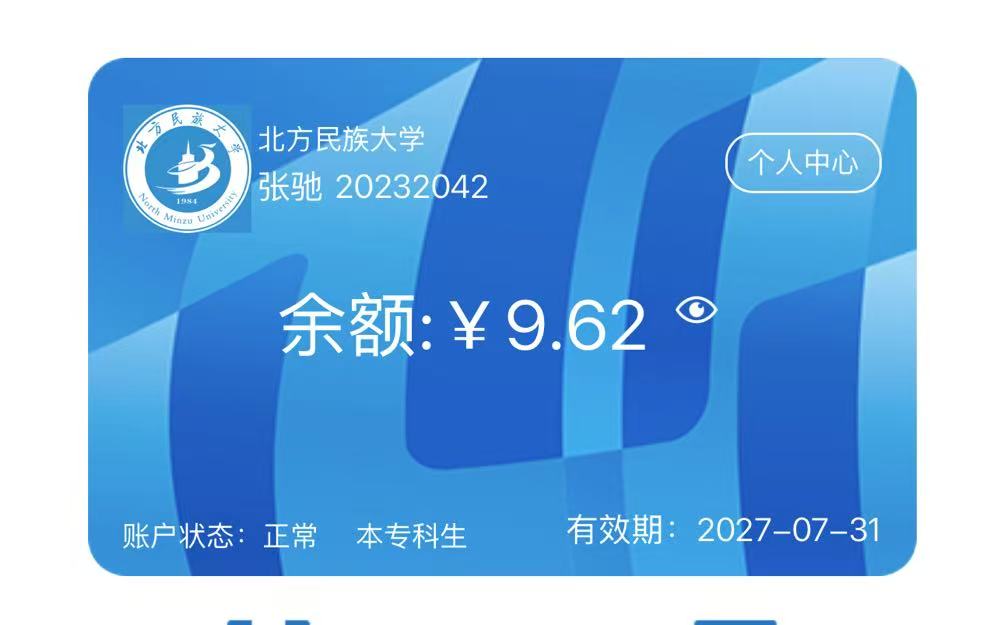 北方民族大学
North Minzu University
1984
北方民族大学
张驰 20232042
个人中心
余额:￥9.62
账户状态：正常 本专科生
有效期：2027-07-31